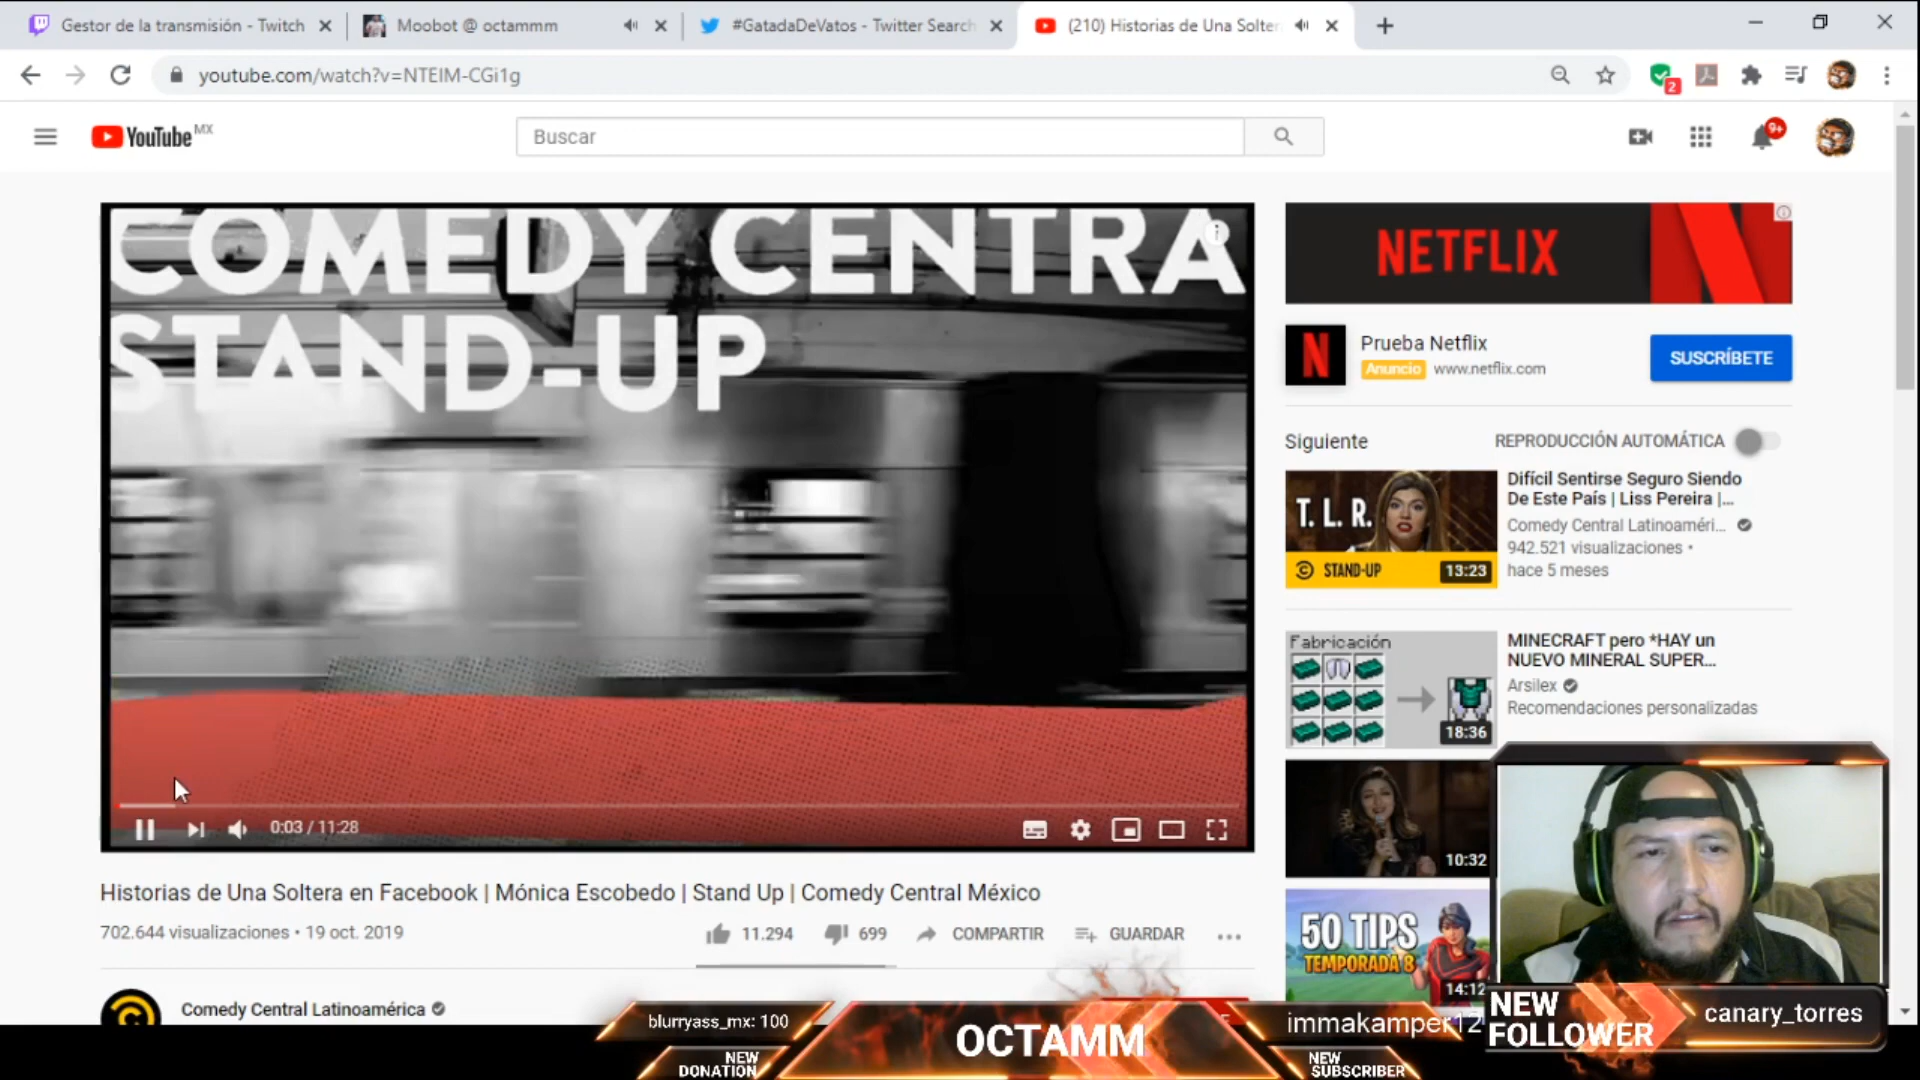 Gestor de la transmisión - Twitch
Moobot @ octammm
#GatadaDeVatos - Twitter Search
(210) Historias de Una Solter
youtube.com/watch?v=NTEIM-CGi1g
2
YouTube MX
Buscar
9+
COMEDY CENTRA
STAND-UP
0:03 / 11:28
NETFLIX
N
Prueba Netflix
Anuncio www.netflix.com
SUSCRÍBETE
Siguiente
REPRODUCCIÓN AUTOMÁTICA
T. L. R.
STAND-UP
13:23
Difícil Sentirse Seguro Siendo
De Este País | Liss Pereira |...
Comedy Central Latinoaméri...
942.521 visualizaciones •
hace 5 meses
Fabricación
18:36
MINECRAFT pero *HAY un
NUEVO MINERAL SUPER...
Arsilex
Recomendaciones personalizadas
10:32
50 TIPS
TEMPORADA 8
14:12
Historias de Una Soltera en Facebook | Mónica Escobedo | Stand Up | Comedy Central México
702.644 visualizaciones • 19 oct. 2019
11.294
699
COMPARTIR
GUARDAR
Comedy Central Latinoamérica
blurryass_mx: 100
NEW
DONATION
OCTAMM
immakamper12
NEW
SUBSCRIBER
NEW
FOLLOWER
canary_torres